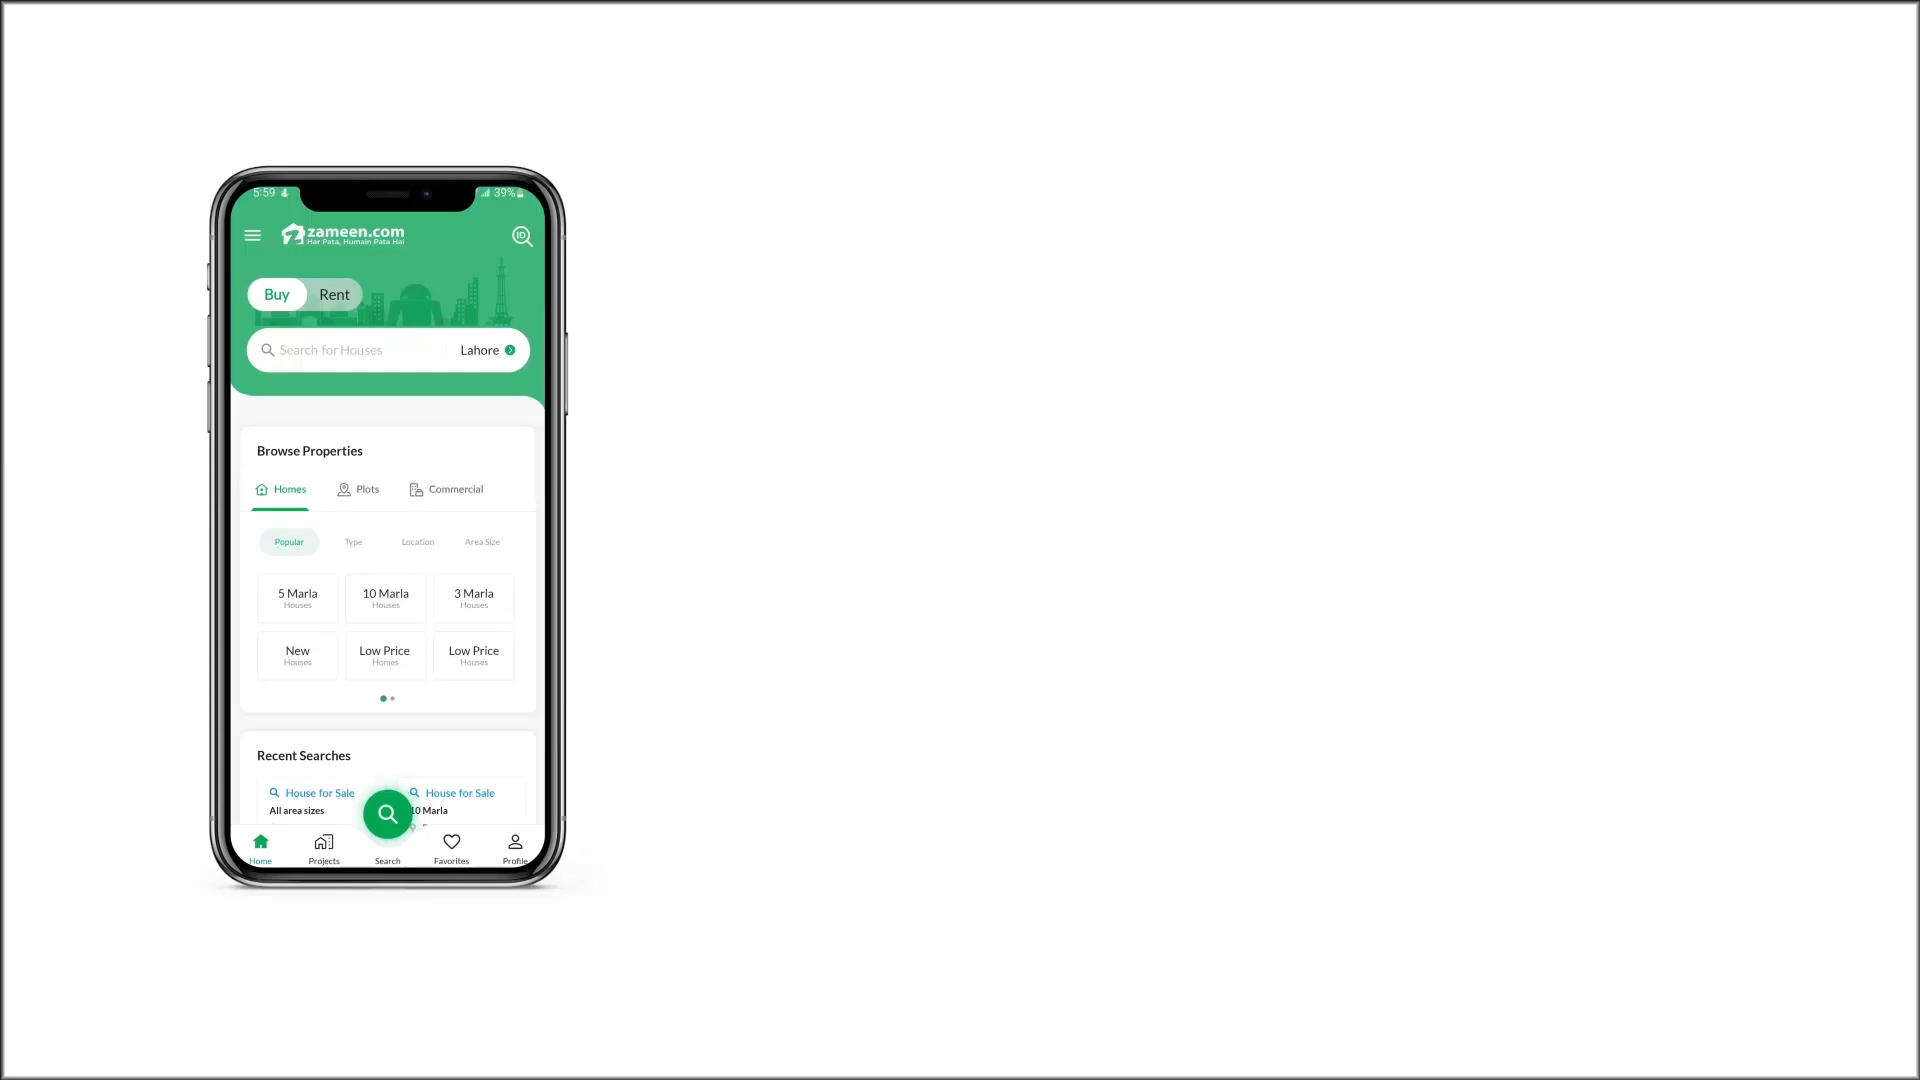 5:59
39%
zameen.com
Har Pata, Humain Pata Hai
ID
Buy Rent
Search for Houses Lahore
Browse Properties
Homes Plots Commercial
Popular Type Location Area Size
5 Marla 10 Marla 3 Marla
Houses Houses Houses
New Low Price Low Price
Houses Homes Houses
Recent Searches
House for Sale House for Sale
All area sizes 10 Marla
Home Projects Search Favorites Profile